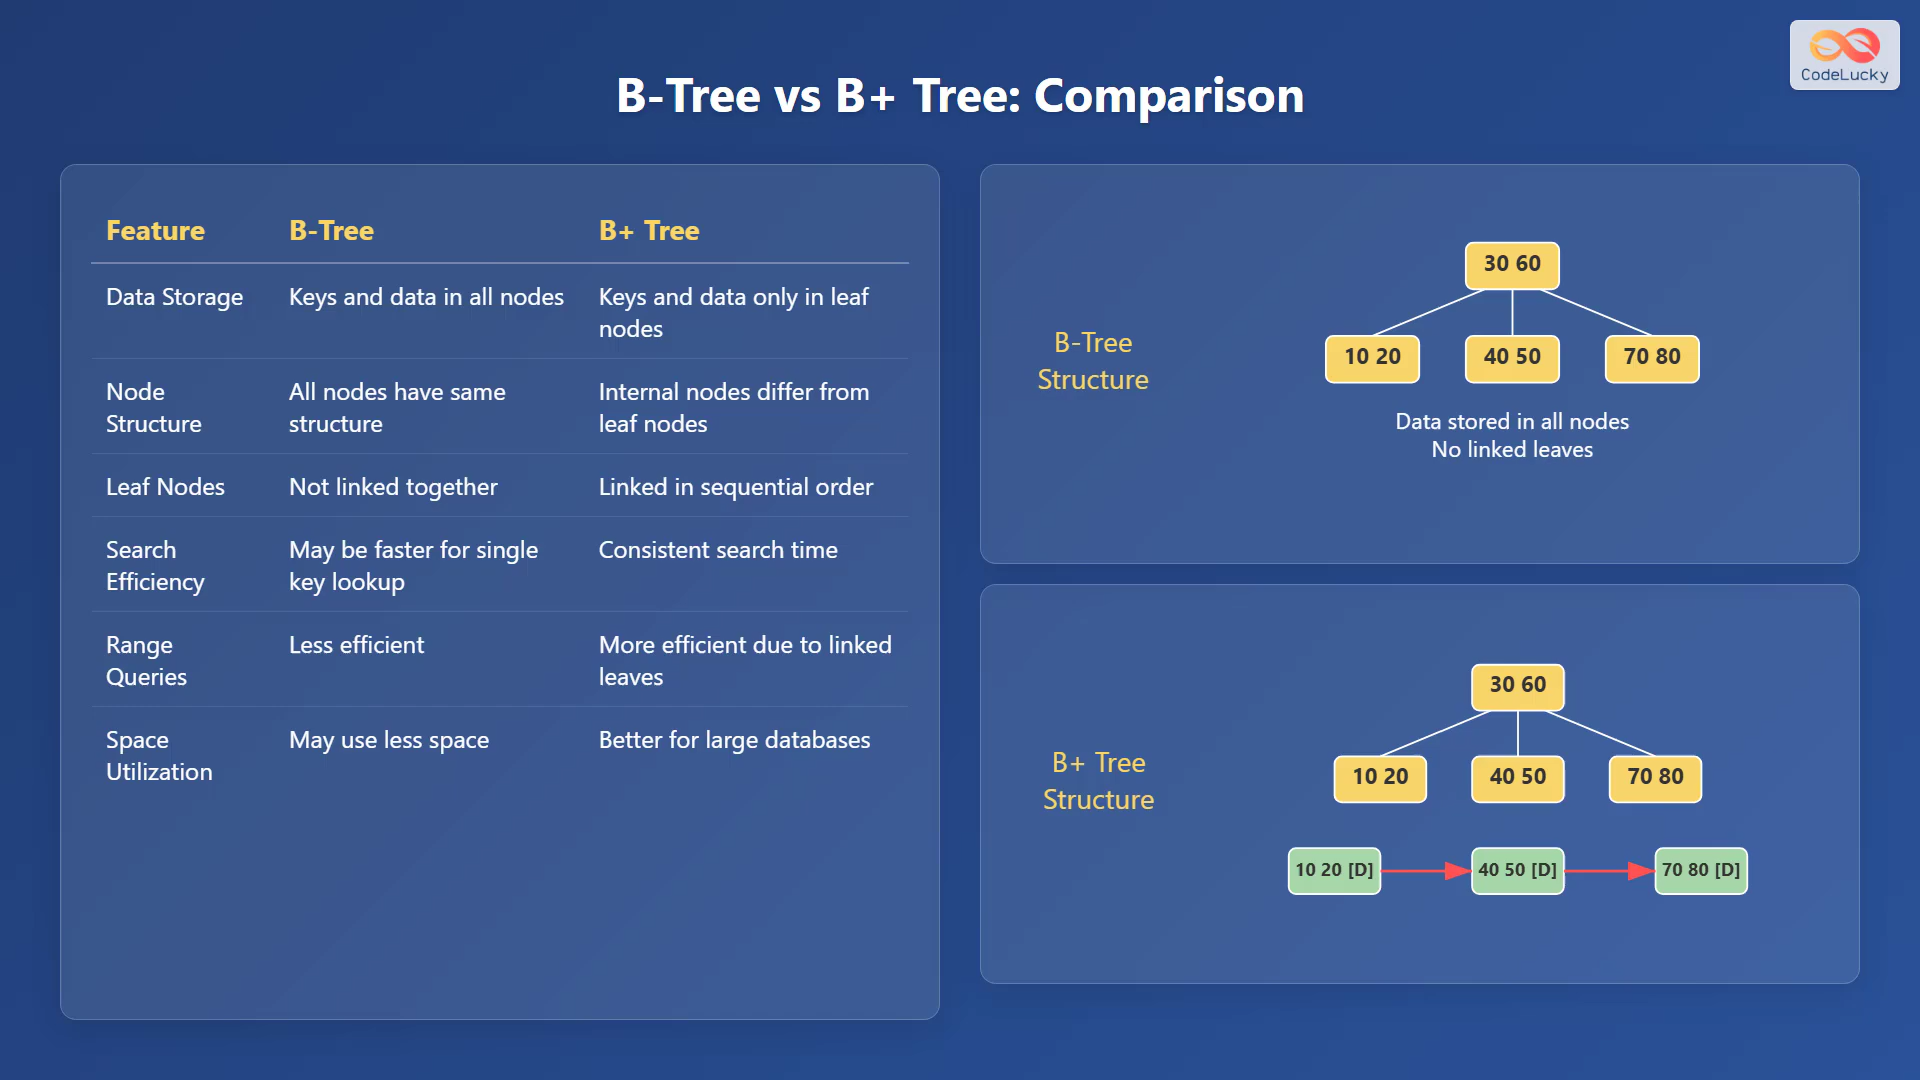 CodeLucky
B-Tree vs B+ Tree: Comparison
Feature B-Tree B+ Tree
Data Storage Keys and data in all nodes Keys and data only in leaf
nodes
Node All nodes have same Internal nodes differ from
Structure structure leaf nodes
Leaf Nodes Not linked together Linked in sequential order
Search May be faster for single Consistent search time
Efficiency key lookup
Range Less efficient More efficient due to linked
Queries leaves
Space May use less space Better for large databases
Utilization
B-Tree
Structure
30 60
10 20 40 50 70 80
Data stored in all nodes
No linked leaves
B+ Tree
Structure
30 60
10 20 40 50 70 80
10 20 [D] 40 50 [D] 70 80 [D]